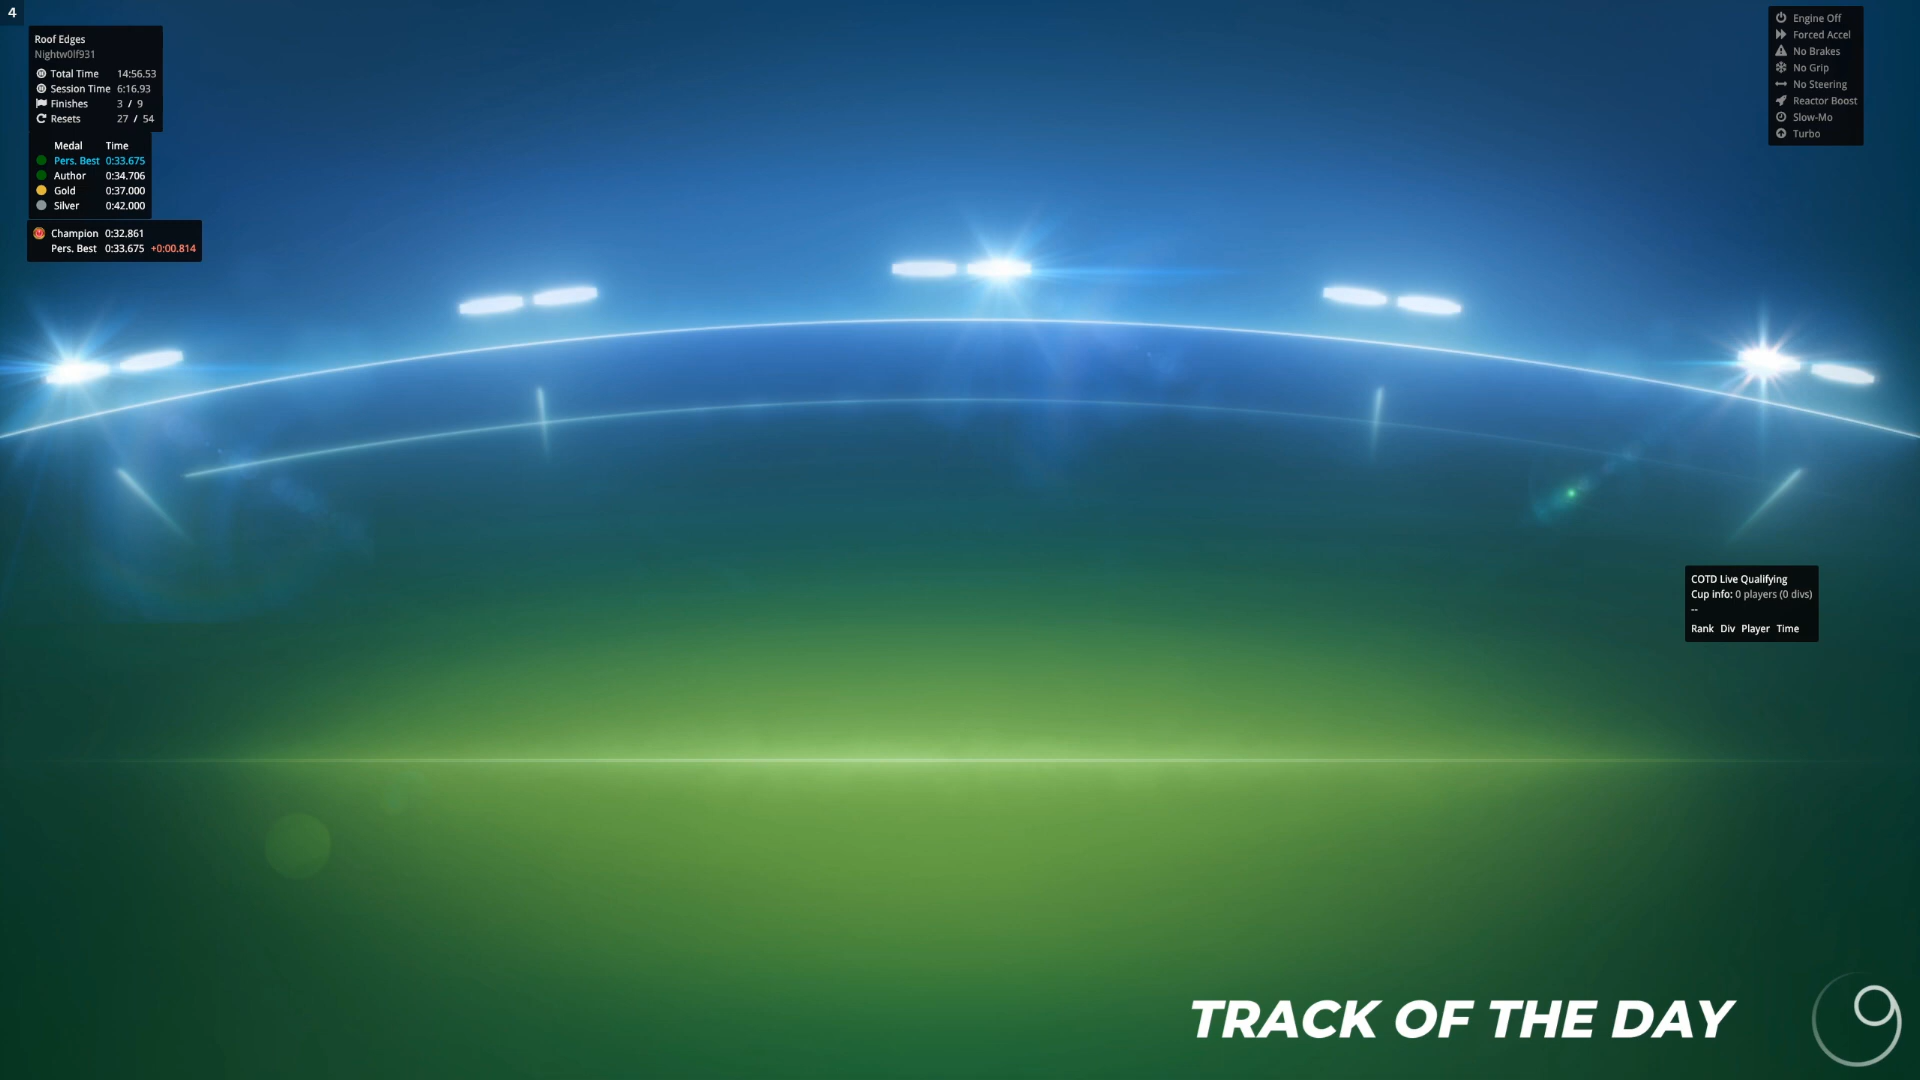 4
Roof Edges
Nightw0lf931
Total Time 14:56.53
Session Time 6:16.93
Finishes 3 / 9
Resets 27 / 54
Medal Time
Pers. Best 0:33.675
Author 0:34.706
Gold 0:37.000
Silver 0:42.000
Champion 0:32.861
Pers. Best 0:33.675 +0:00.814
Engine Off
Forced Accel
No Brakes
No Grip
No Steering
Reactor Boost
Slow-Mo
Turbo
COTD Live Qualifying
Cup info: 0 players (0 divs)
--
Rank Div Player Time
TRACK OF THE DAY